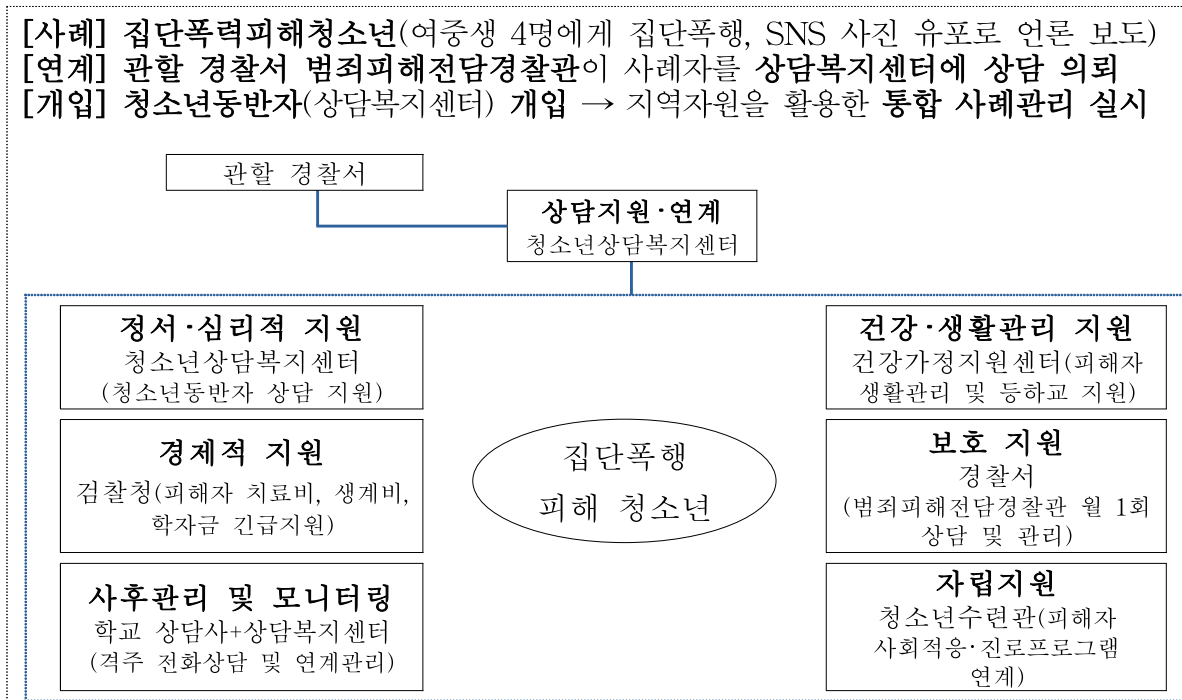 [사례] 집단폭력피해청소년(여중생 4명에게 집단폭행, SNS 사진 유포로 언론 보도)
[연계] 관할 경찰서 범죄피해전담경찰관이 사례자를 상담복지센터에 상담 의뢰
[개입] 청소년동반자(상담복지센터) 개입 → 지역자원을 활용한 통합 사례관리 실시
관할 경찰서
상담지원·연계
청소년상담복지센터
정서·심리적 지원
청소년상담복지센터
(청소년동반자 상담 지원)
건강·생활관리 지원
건강가정지원센터(피해자
생활관리 및 등하교 지원)
경제적 지원
검찰청(피해자 치료비, 생계비,
학자금 긴급지원)
집단폭행
피해 청소년
보호 지원
경찰서
(범죄피해전담경찰관 월 1회
상담 및 관리)
사후관리 및 모니터링
학교 상담사+상담복지센터
(격주 전화상담 및 연계관리)
자립지원
청소년수련관(피해자
사회적응·진로프로그램
연계)